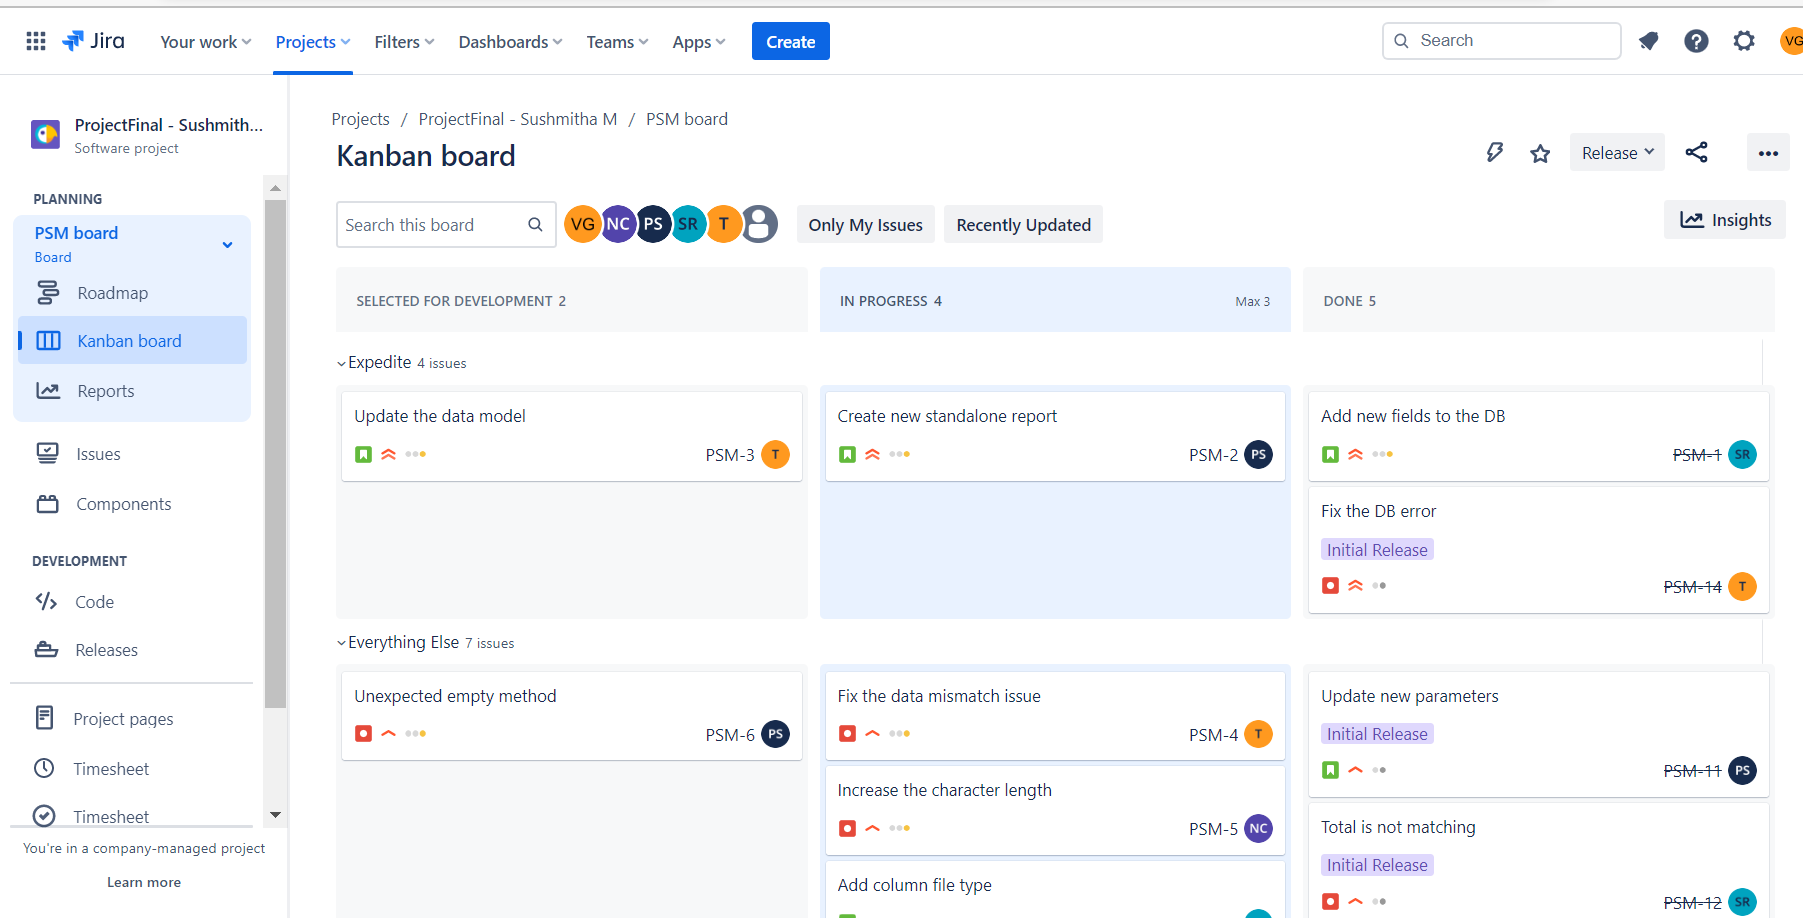 Jira
Your work
Projects
Filters
Dashboards
Teams
Apps
Create
Search
VG
ProjectFinal - Sushmith...
Software project
PLANNING
PSM board
Board
Roadmap
Kanban board
Reports
Issues
Components
DEVELOPMENT
Code
Releases
Project pages
Timesheet
Timesheet
You're in a company-managed project
Learn more
Projects / ProjectFinal - Sushmitha M / PSM board
Kanban board
Release
Search this board
VG NC PS SR T
Only My Issues
Recently Updated
Insights
SELECTED FOR DEVELOPMENT 2
IN PROGRESS 4
Max 3
DONE 5
Expedite 4 issues
Update the data model
PSM-3 T
Create new standalone report
PSM-2 PS
Add new fields to the DB
PSM-1 SR
Fix the DB error
Initial Release
PSM-14 T
Everything Else 7 issues
Unexpected empty method
PSM-6 PS
Fix the data mismatch issue
PSM-4 T
Increase the character length
PSM-5 NC
Add column file type
Update new parameters
Initial Release
PSM-11 PS
Total is not matching
Initial Release
PSM-12 SR